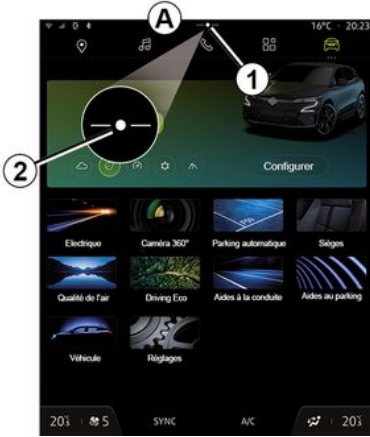 A
16°C · 20:23
1
2
Configurer
Electrique
Caméra 360°
Parking automatique
Sièges
Qualité de l'air
Driving Eco
Aides à la conduite
Aides au parking
Véhicule
Réglages
5
SYNC
A/C